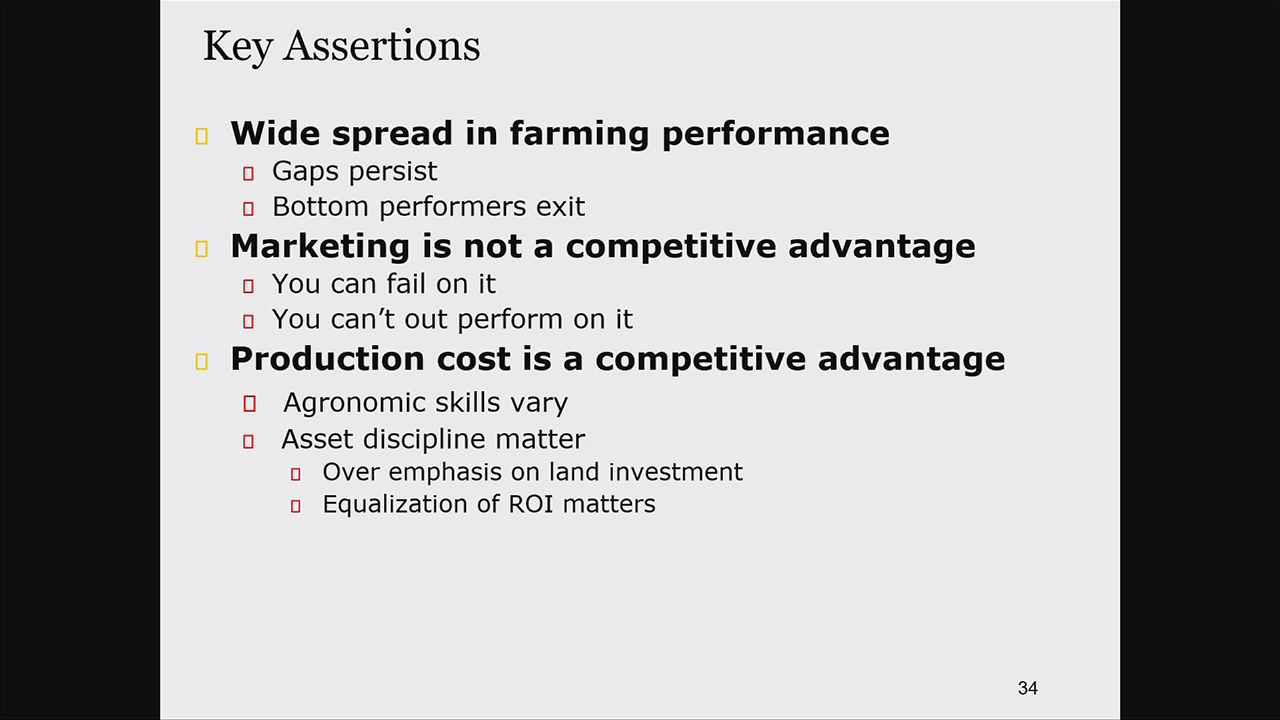 Key Assertions
Wide spread in farming performance
Gaps persist
Bottom performers exit
Marketing is not a competitive advantage
You can fail on it
You can’t out perform on it
Production cost is a competitive advantage
Agronomic skills vary
Asset discipline matter
Over emphasis on land investment
Equalization of ROI matters
34